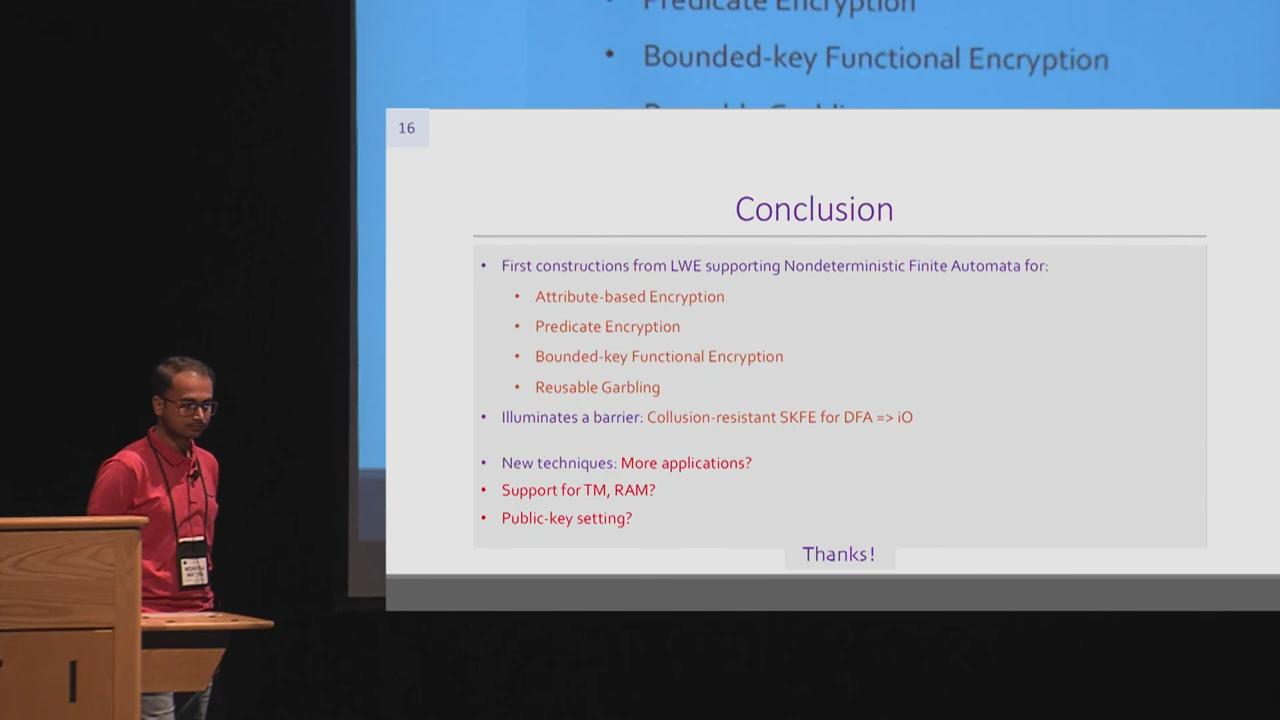 Predicate Encryption
• Bounded-key Functional Encryption
16
Conclusion
• First constructions from LWE supporting Nondeterministic Finite Automata for:
• Attribute-based Encryption
• Predicate Encryption
• Bounded-key Functional Encryption
• Reusable Garbling
• Illuminates a barrier: Collusion-resistant SKFE for DFA => iO
• New techniques: More applications?
• Support for TM, RAM?
• Public-key setting?
Thanks!